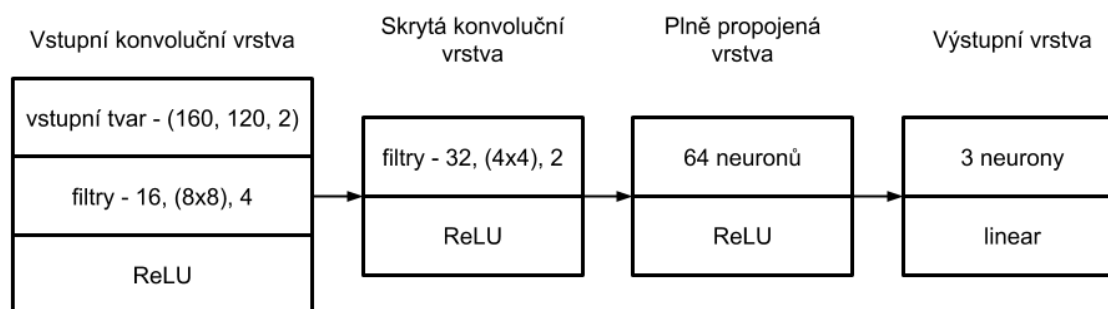 Vstupní konvoluční vrstva
vstupní tvar - (160, 120, 2)
filtry - 16, (8x8), 4
ReLU
Skrytá konvoluční
vrstva
filtry - 32, (4x4), 2
ReLU
Plně propojená
vrstva
64 neuronů
ReLU
Výstupní vrstva
3 neurony
linear